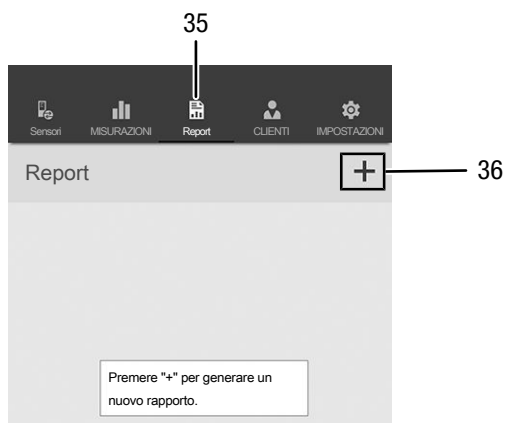 35
Sensori MISURAZIONI Report CLIENTI IMPOSTAZIONI
Report +
36
Premere "+" per generare un
nuovo rapporto.